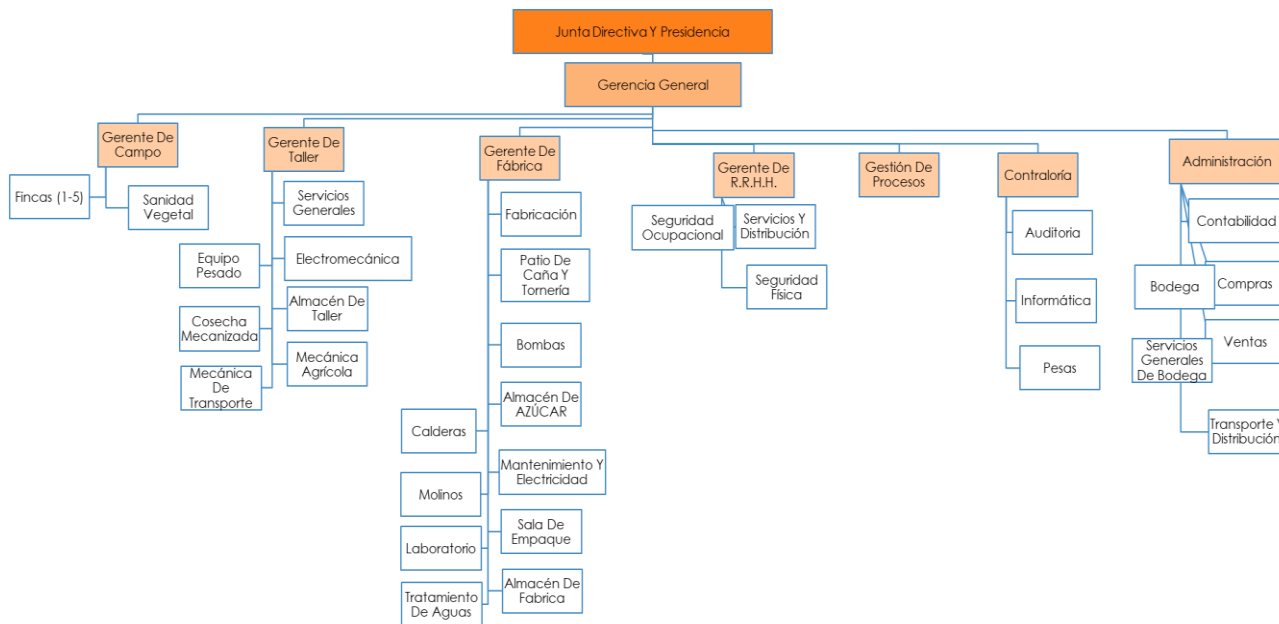 Junta Directiva Y Presidencia
Gerencia General
Gerente De
Campo
Fincas (1-5)
Sanidad
Vegetal
Gerente De
Taller
Servicios
Generales
Equipo
Pesado
Electromecánica
Almacén De
Taller
Cosecha
Mecanizada
Mecánica
Agrícola
Mecánica
De
Transporte
Gerente De
Fábrica
Fabricación
Patio De
Caña Y
Tornería
Bombas
Almacén De
AZÚCAR
Calderas
Mantenimiento Y
Electricidad
Molinos
Sala De
Empaque
Laboratorio
Almacén De
Fabrica
Tratamiento
De Aguas
Gerente De
R.R.H.H.
Seguridad
Ocupacional
Servicios Y
Distribución
Seguridad
Física
Gestión De
Procesos
Contraloría
Auditoria
Informática
Pesas
Administración
Contabilidad
Bodega
Compras
Ventas
Servicios
Generales
De Bodega
Transporte Y
Distribución